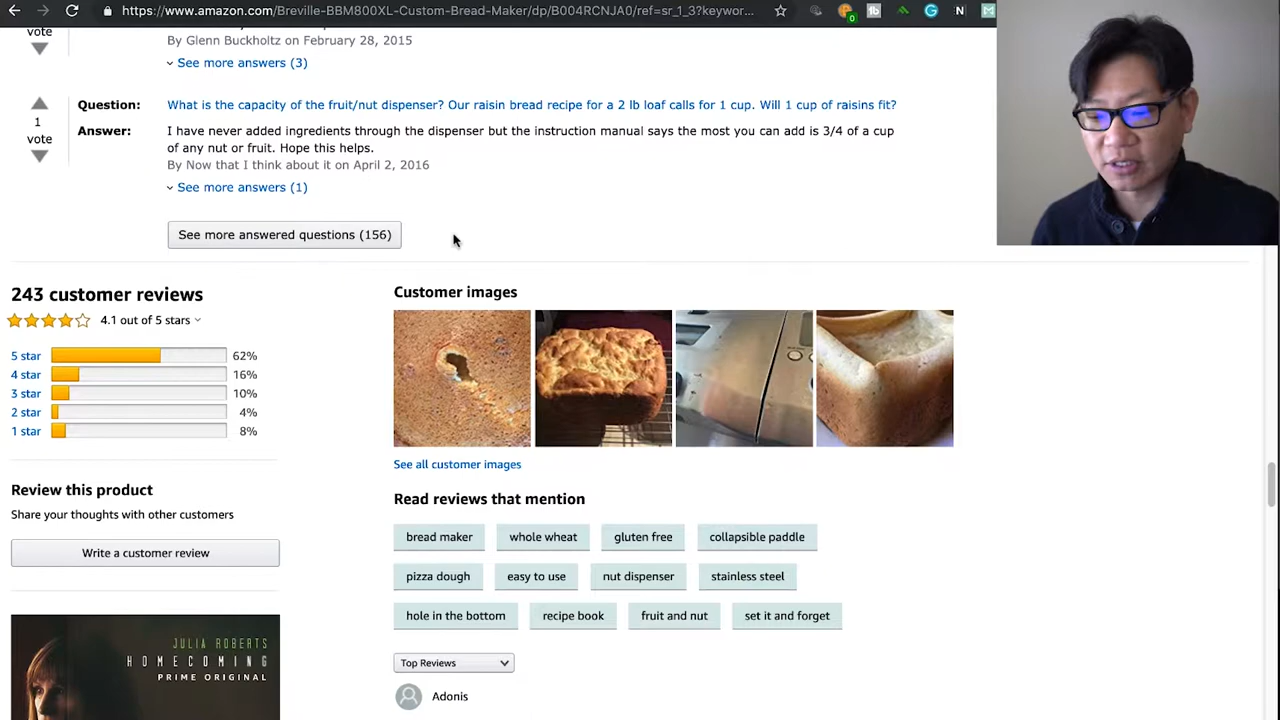 https://www.amazon.com/Breville-BBM800XL-Custom-Bread-Maker/dp/B004RCNJA0/ref=sr_1_3?keywor...
vote
By Glenn Buckholtz on February 28, 2015
See more answers (3)
1
vote
Question:
What is the capacity of the fruit/nut dispenser? Our raisin bread recipe for a 2 lb loaf calls for 1 cup. Will 1 cup of raisins fit?
Answer:
I have never added ingredients through the dispenser but the instruction manual says the most you can add is 3/4 of a cup
of any nut or fruit. Hope this helps.
By Now that I think about it on April 2, 2016
See more answers (1)
See more answered questions (156)
243 customer reviews
4.1 out of 5 stars
5 star 62%
4 star 16%
3 star 10%
2 star 4%
1 star 8%
Review this product
Share your thoughts with other customers
Write a customer review
JULIA ROBERTS
HOMECOMING
PRIME ORIGINAL
Customer images
See all customer images
Read reviews that mention
bread maker whole wheat gluten free collapsible paddle
pizza dough easy to use nut dispenser stainless steel
hole in the bottom recipe book fruit and nut set it and forget
Top Reviews
Adonis